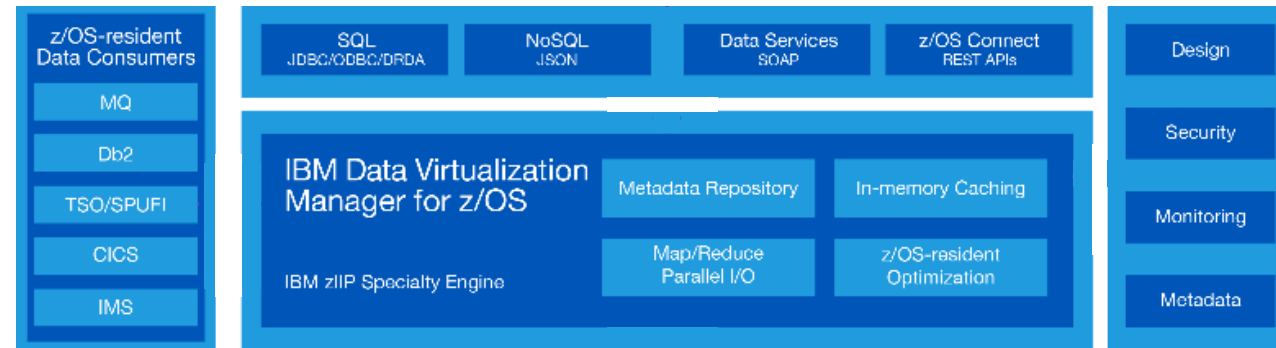 z/OS-resident
Data Consumers
MQ
Db2
TSO/SPUFI
CICS
IMS
SQL
JDBC/ODBC/DRDA
NoSQL
JSON
Data Services
SOAP
z/OS Connect
REST APIs
IBM Data Virtualization
Manager for z/OS
IBM zIIP Specialty Engine
Metadata Repository
In-memory Caching
Map/Reduce
Parallel I/O
z/OS-resident
Optimization
Design
Security
Monitoring
Metadata